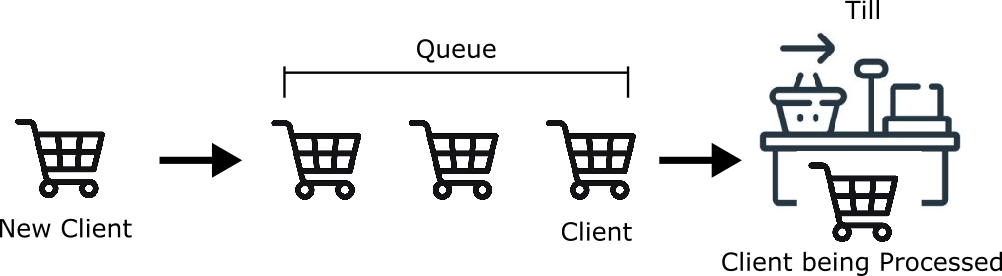 Till
Queue
New Client
Client
Client being Processed